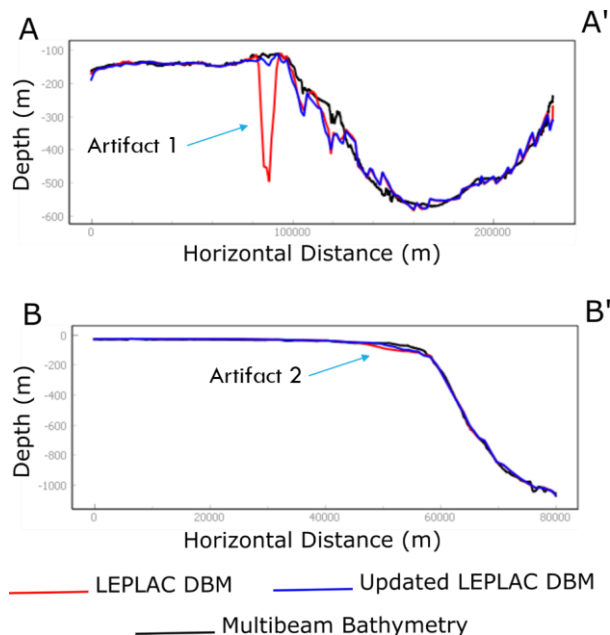 A A'
-100
-200
-300
-400
-500
-600
Depth (m)
Artifact 1
0 100000 200000
Horizontal Distance (m)
B B'
0
-200
-400
-600
-800
-1000
Depth (m)
Artifact 2
0 20000 40000 60000 80000
Horizontal Distance (m)
LEPLAC DBM Updated LEPLAC DBM
Multibeam Bathymetry